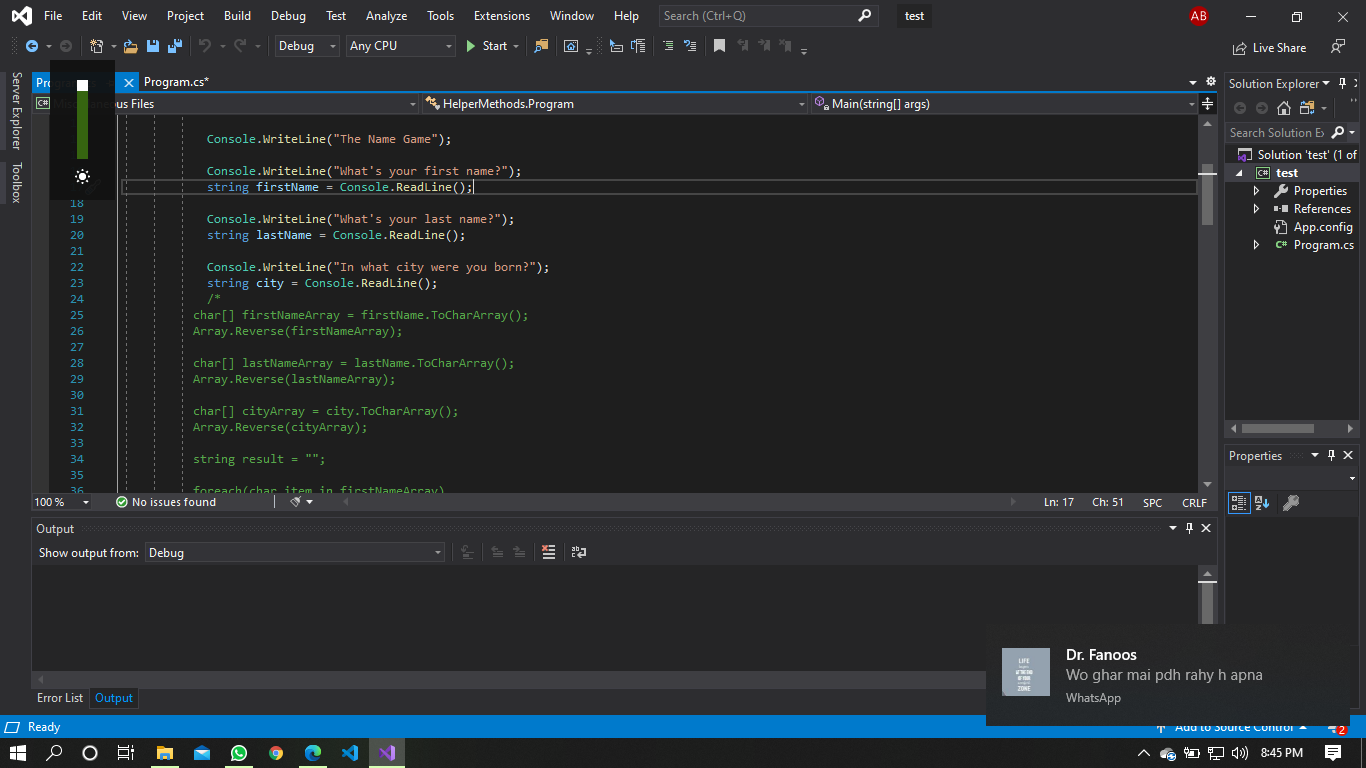 File Edit View Project Build Debug Test Analyze Tools Extensions Window Help Search (Ctrl+Q) test AB
Debug Any CPU Start Live Share
Program.cs*
Files HelperMethods.Program Main(string[] args)
Server Explorer
Toolbox
Console.WriteLine("The Name Game");
Console.WriteLine("What's your first name?");
string firstName = Console.ReadLine();
18
19 Console.WriteLine("What's your last name?");
20 string lastName = Console.ReadLine();
21
22 Console.WriteLine("In what city were you born?");
23 string city = Console.ReadLine();
24 /*
25 char[] firstNameArray = firstName.ToCharArray();
26 Array.Reverse(firstNameArray);
27
28 char[] lastNameArray = lastName.ToCharArray();
29 Array.Reverse(lastNameArray);
30
31 char[] cityArray = city.ToCharArray();
32 Array.Reverse(cityArray);
33
34 string result = "";
35
36 foreach(char item in firstNameArray)
100 % No issues found Ln: 17 Ch: 51 SPC CRLF
Output
Show output from: Debug
Error List Output
Solution Explorer
Search Solution Ex
Solution 'test' (1 of
test
Properties
References
App.config
Program.cs
Properties
LIFE
ZONE
Dr. Fanoos
Wo ghar mai pdh rahy h apna
WhatsApp
Ready Add to Source Control 2
8:45 PM